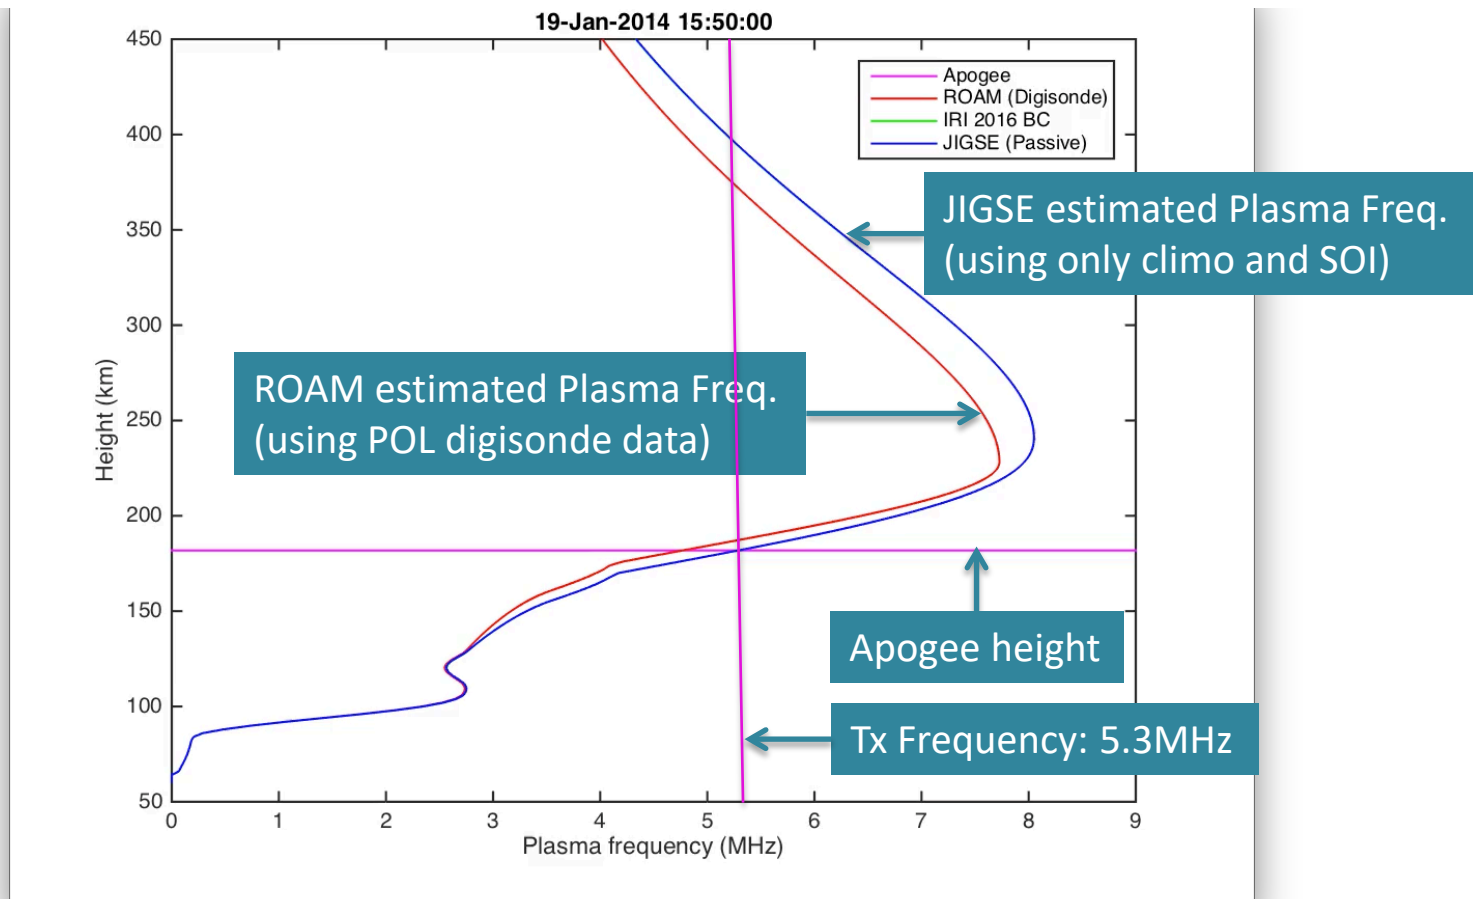 19-Jan-2014 15:50:00
450
400
350
300
250
200
150
100
50
Height (km)
0 1 2 3 4 5 6 7 8 9
Plasma frequency (MHz)
Apogee
ROAM (Digisonde)
IRI 2016 BC
JIGSE (Passive)
JIGSE estimated Plasma Freq.
(using only climo and SOI)
ROAM estimated Plasma Freq.
(using POL digisonde data)
Apogee height
Tx Frequency: 5.3MHz